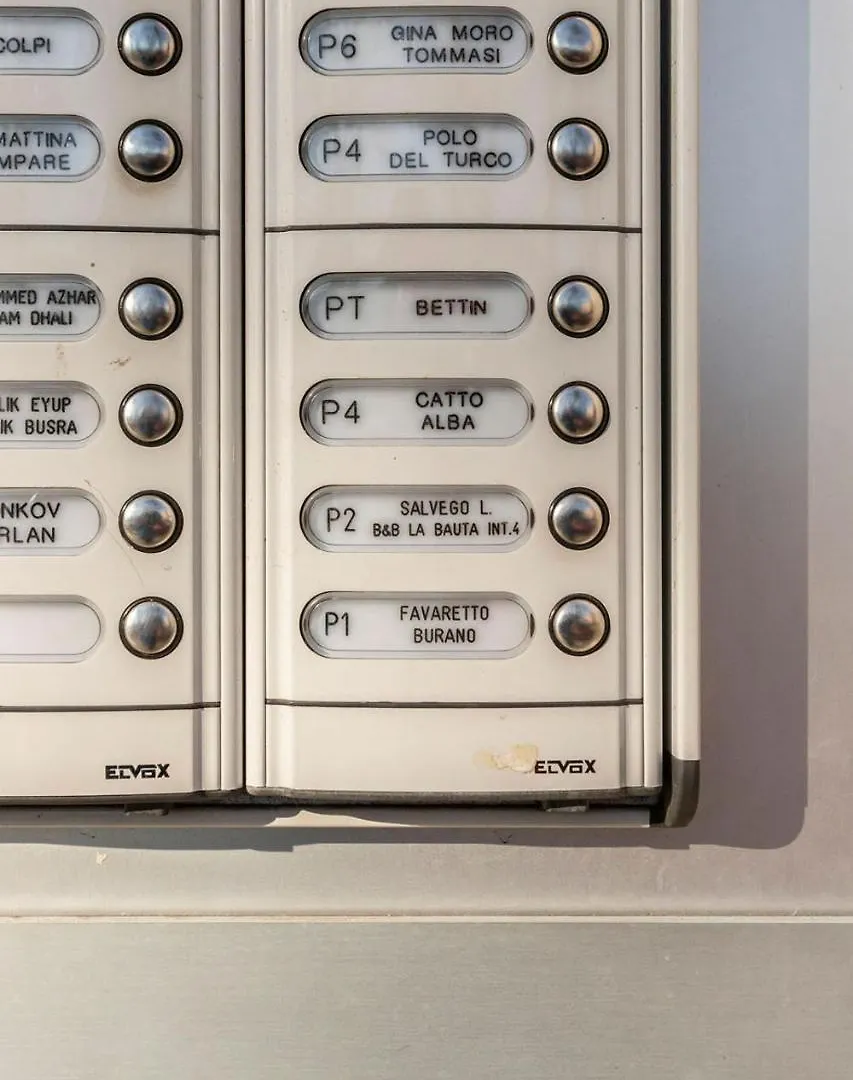 COLPI
MATTINA
MPARE
MMED AZHAR
AM DHALI
LIK EYUP
IK BUSRA
NKOV
RLAN
ELVOX
P6 GINA MORO
TOMMASI
P4 POLO
DEL TURCO
PT BETTIN
P4 CATTO
ALBA
P2 SALVEGO L.
B&B LA BAUTA INT.4
P1 FAVARETTO
BURANO
ELVOX